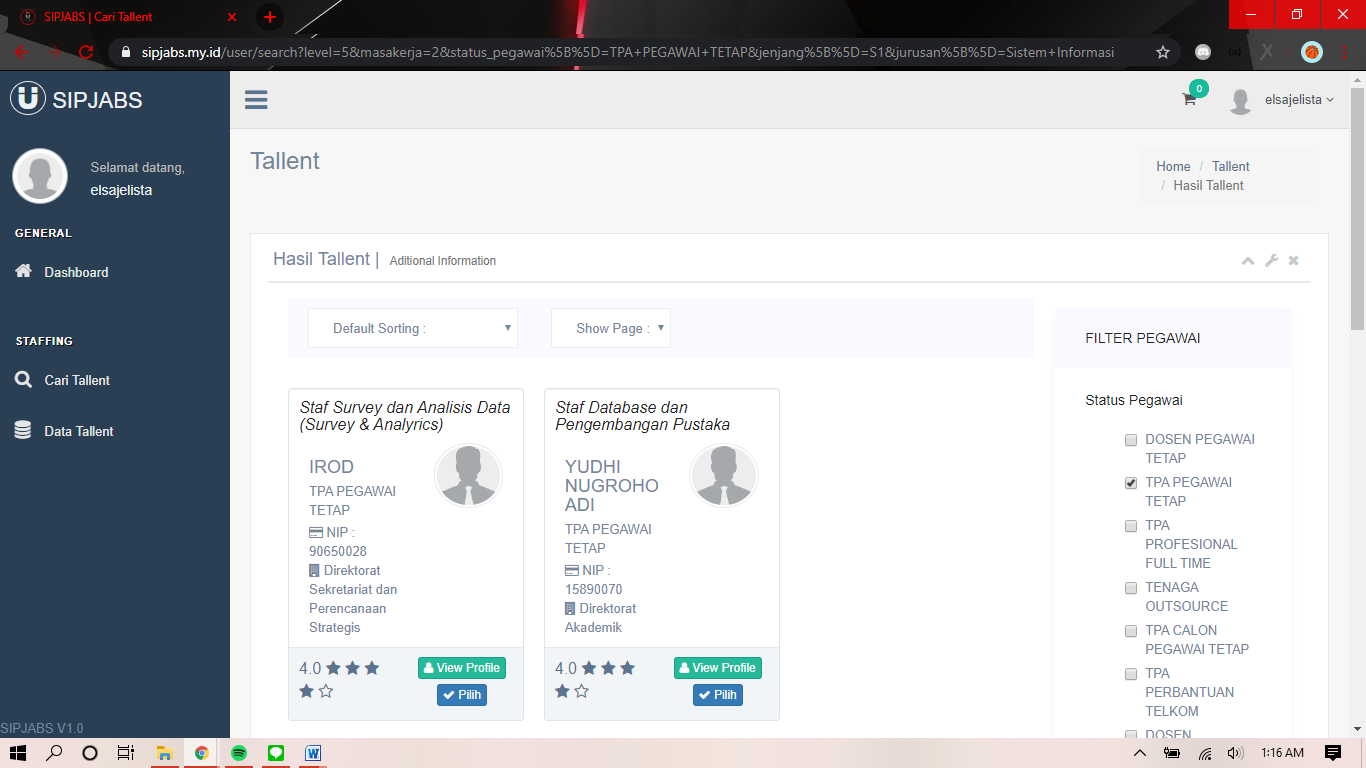 SIPJABS | Cari Tallent
sipjabs.my.id/user/search?level=5&masakerja=2&status_pegawai%5B%5D=TPA+PEGAWAI+TETAP&jenjang%5B%5D=S1&jurusan%5B%5D=Sistem+Informasi
SIPJABS
0
elsajelista
Selamat datang,
elsajelista
GENERAL
Dashboard
STAFFING
Cari Tallent
Data Tallent
SIPJABS V1.0
Tallent
Home / Tallent
/ Hasil Tallent
Hasil Tallent | Aditional Information
Default Sorting :
Show Page :
Staf Survey dan Analisis Data
(Survey & Analyrics)
IROD
TPA PEGAWAI
TETAP
NIP :
90650028
Direktorat
Sekretariat dan
Perencanaan
Strategis
4.0
View Profile
Pilih
Staf Database dan
Pengembangan Pustaka
YUDHI
NUGROHO
ADI
TPA PEGAWAI
TETAP
NIP :
15890070
Direktorat
Akademik
4.0
View Profile
Pilih
FILTER PEGAWAI
Status Pegawai
DOSEN PEGAWAI
TETAP
TPA PEGAWAI
TETAP
TPA
PROFESIONAL
FULL TIME
TENAGA
OUTSOURCE
TPA CALON
PEGAWAI TETAP
TPA
PERBANTUAN
TELKOM
DOSEN
1:16 AM